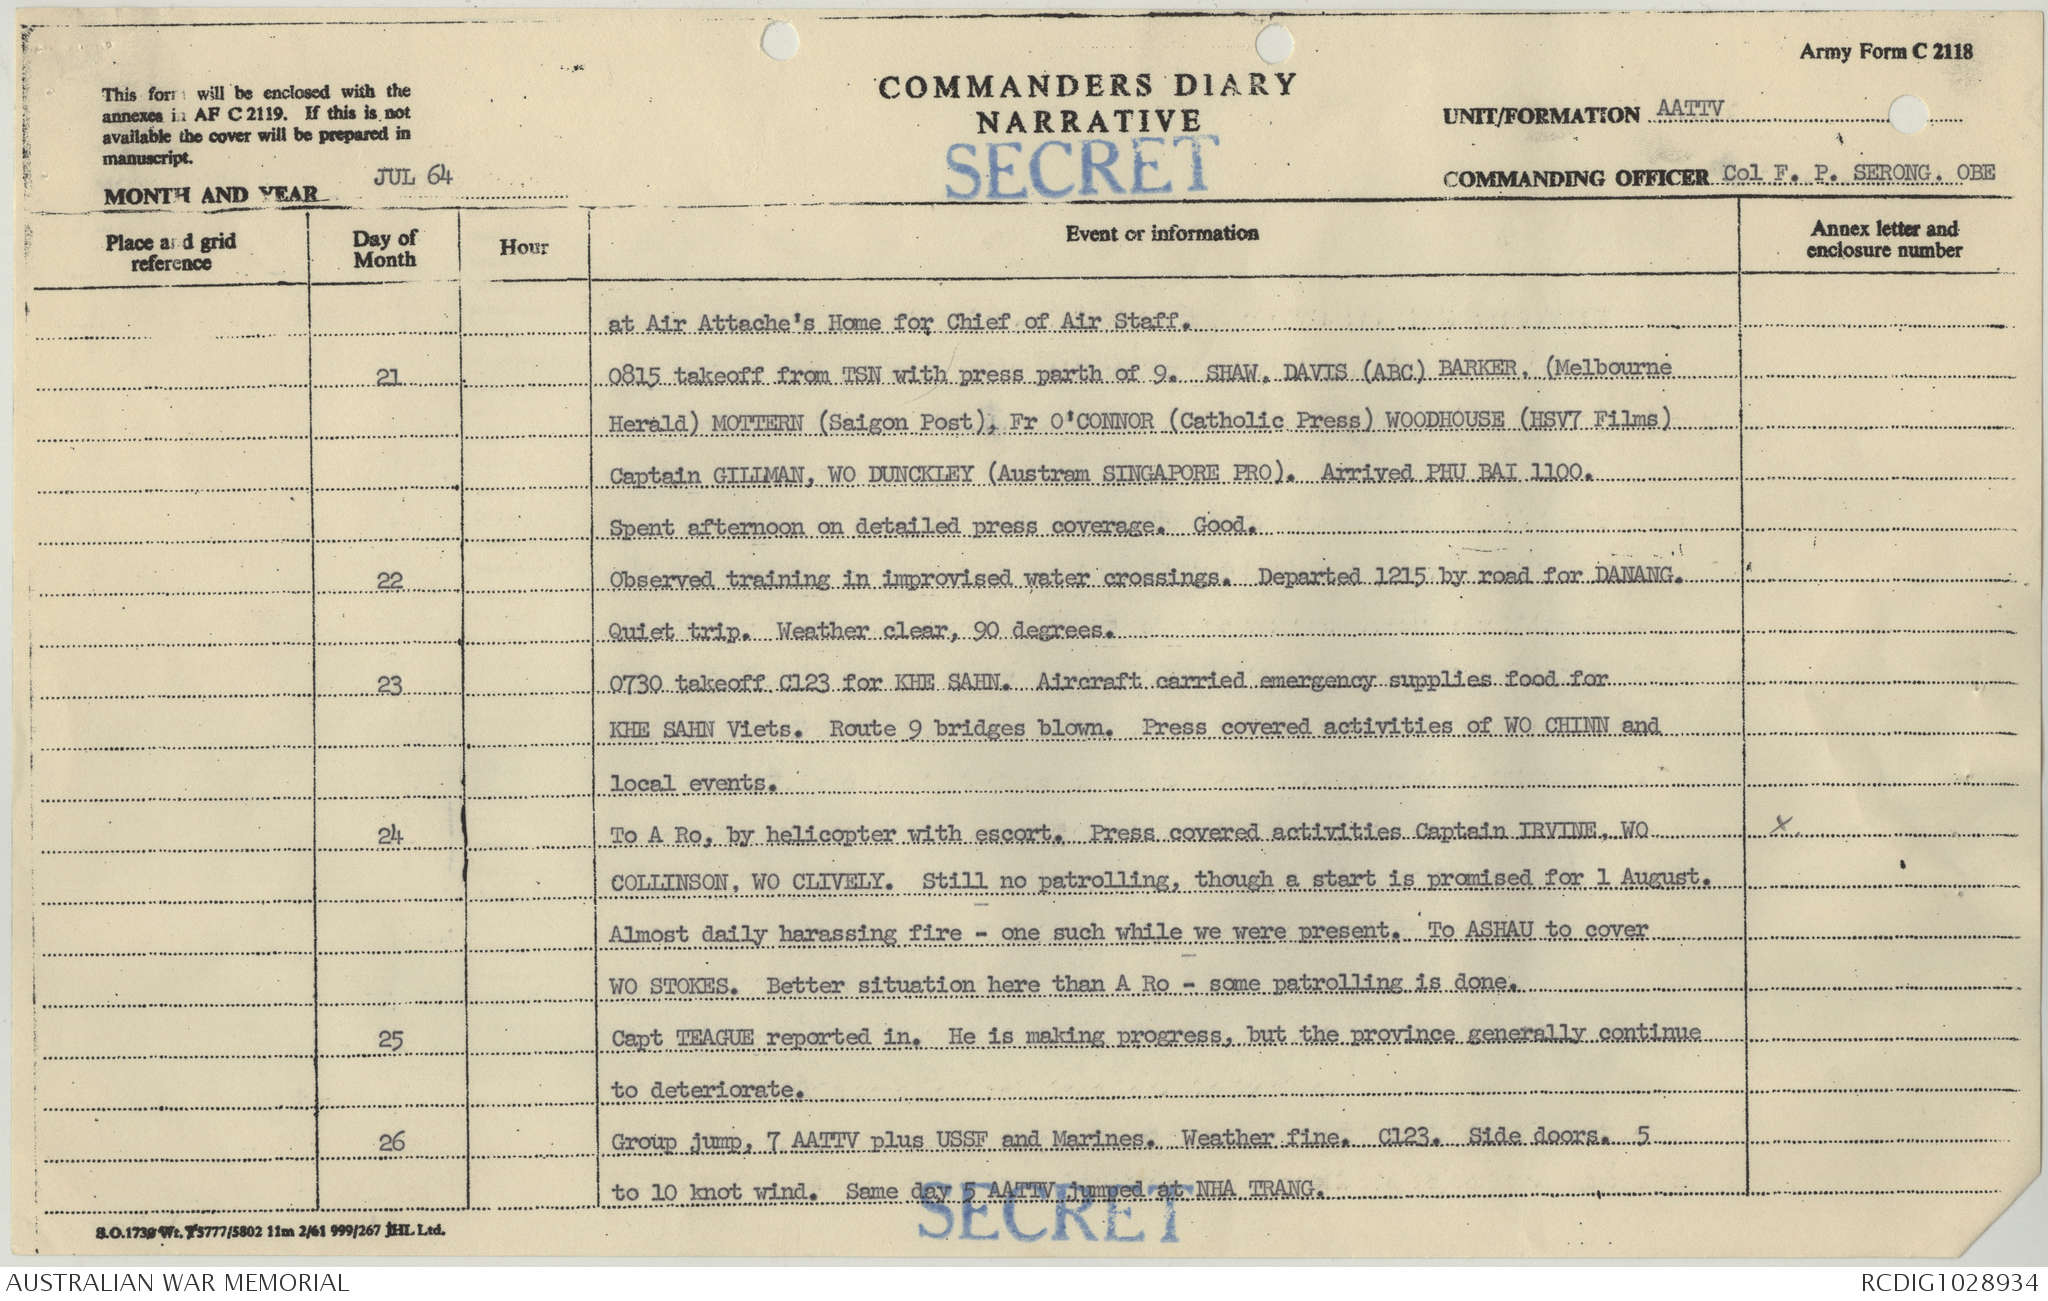 Army Form C 2118
This form will be enclosed with the
annexes in AF C 2119. If this is not
available the cover will be prepared in
manuscript.
MONTH AND YEAR JUL 64
COMMANDERS DIARY
NARRATIVE
SECRET
UNIT/FORMATION AATTV
COMMANDING OFFICER Col F. P. SERONG. OBE
Place and grid
reference
Day of
Month
Hour
Event or information
Annex letter and
enclosure number
at Air Attache's Home for Chief of Air Staff.
21 0815 takeoff from TSN with press parth of 9. SHAW. DAVIS (ABC) BARKER. (Melbourne
Herald) MOTTERN (Saigon Post), Fr O'CONNOR (Catholic Press) WOODHOUSE (HSV7 Films)
Captain GILLMAN, WO DUNCKLEY (Austram SINGAPORE PRO). Arrived PHU BAI 1100.
Spent afternoon on detailed press coverage. Good.
22 Observed training in improvised water crossings. Departed 1215 by road for DANANG.
Quiet trip. Weather clear, 90 degrees.
23 0730 takeoff C123 for KHE SAHN. Aircraft carried emergency supplies food for
KHE SAHN Viets. Route 9 bridges blown. Press covered activities of WO CHINN and
local events.
24 To A Ro, by helicopter with escort. Press covered activities Captain IRVINE, WO X
COLLINSON, WO CLIVELY. Still no patrolling, though a start is promised for 1 August.
Almost daily harassing fire - one such while we were present. To ASHAU to cover
WO STOKES. Better situation here than A Ro - some patrolling is done.
25 Capt TEAGUE reported in. He is making progress, but the province generally continue
to deteriorate.
26 Group jump, 7 AATTV plus USSF and Marines. Weather fine. C123. Side doors. 5
to 10 knot wind. Same day 5 AATTV jumped at NHA TRANG.
SECRET
5777/5802 11m 2/61 999/267 JHL Ltd.
AUSTRALIAN WAR MEMORIAL
RCDIG1028934